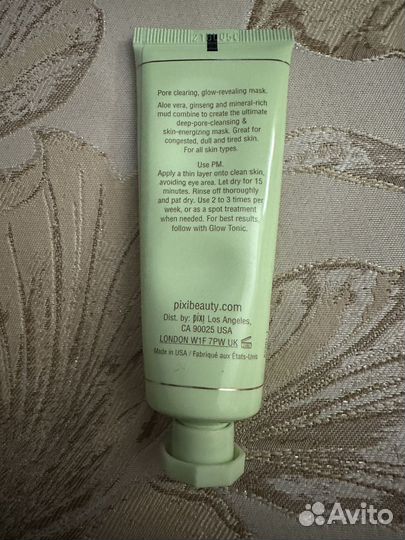 Pore clearing, glow-revealing mask.
Aloe vera, ginseng and mineral-rich
mud combine to create the ultimate
deep-pore-cleansing &
skin-energizing mask. Great for
congested, dull and tired skin.
For all skin types.
Use PM.
Apply a thin layer onto clean skin,
avoiding eye area. Let dry for 15
minutes. Rinse off thoroughly
and pat dry. Use 2 to 3 times per
week, or as a spot treatment
when needed. For best results,
follow with Glow Tonic.
pixibeauty.com
Dist. by: pixi Los Angeles,
CA 90025 USA
LONDON W1F 7PW UK
Made in USA / Fabriqué aux États-Unis
Avito